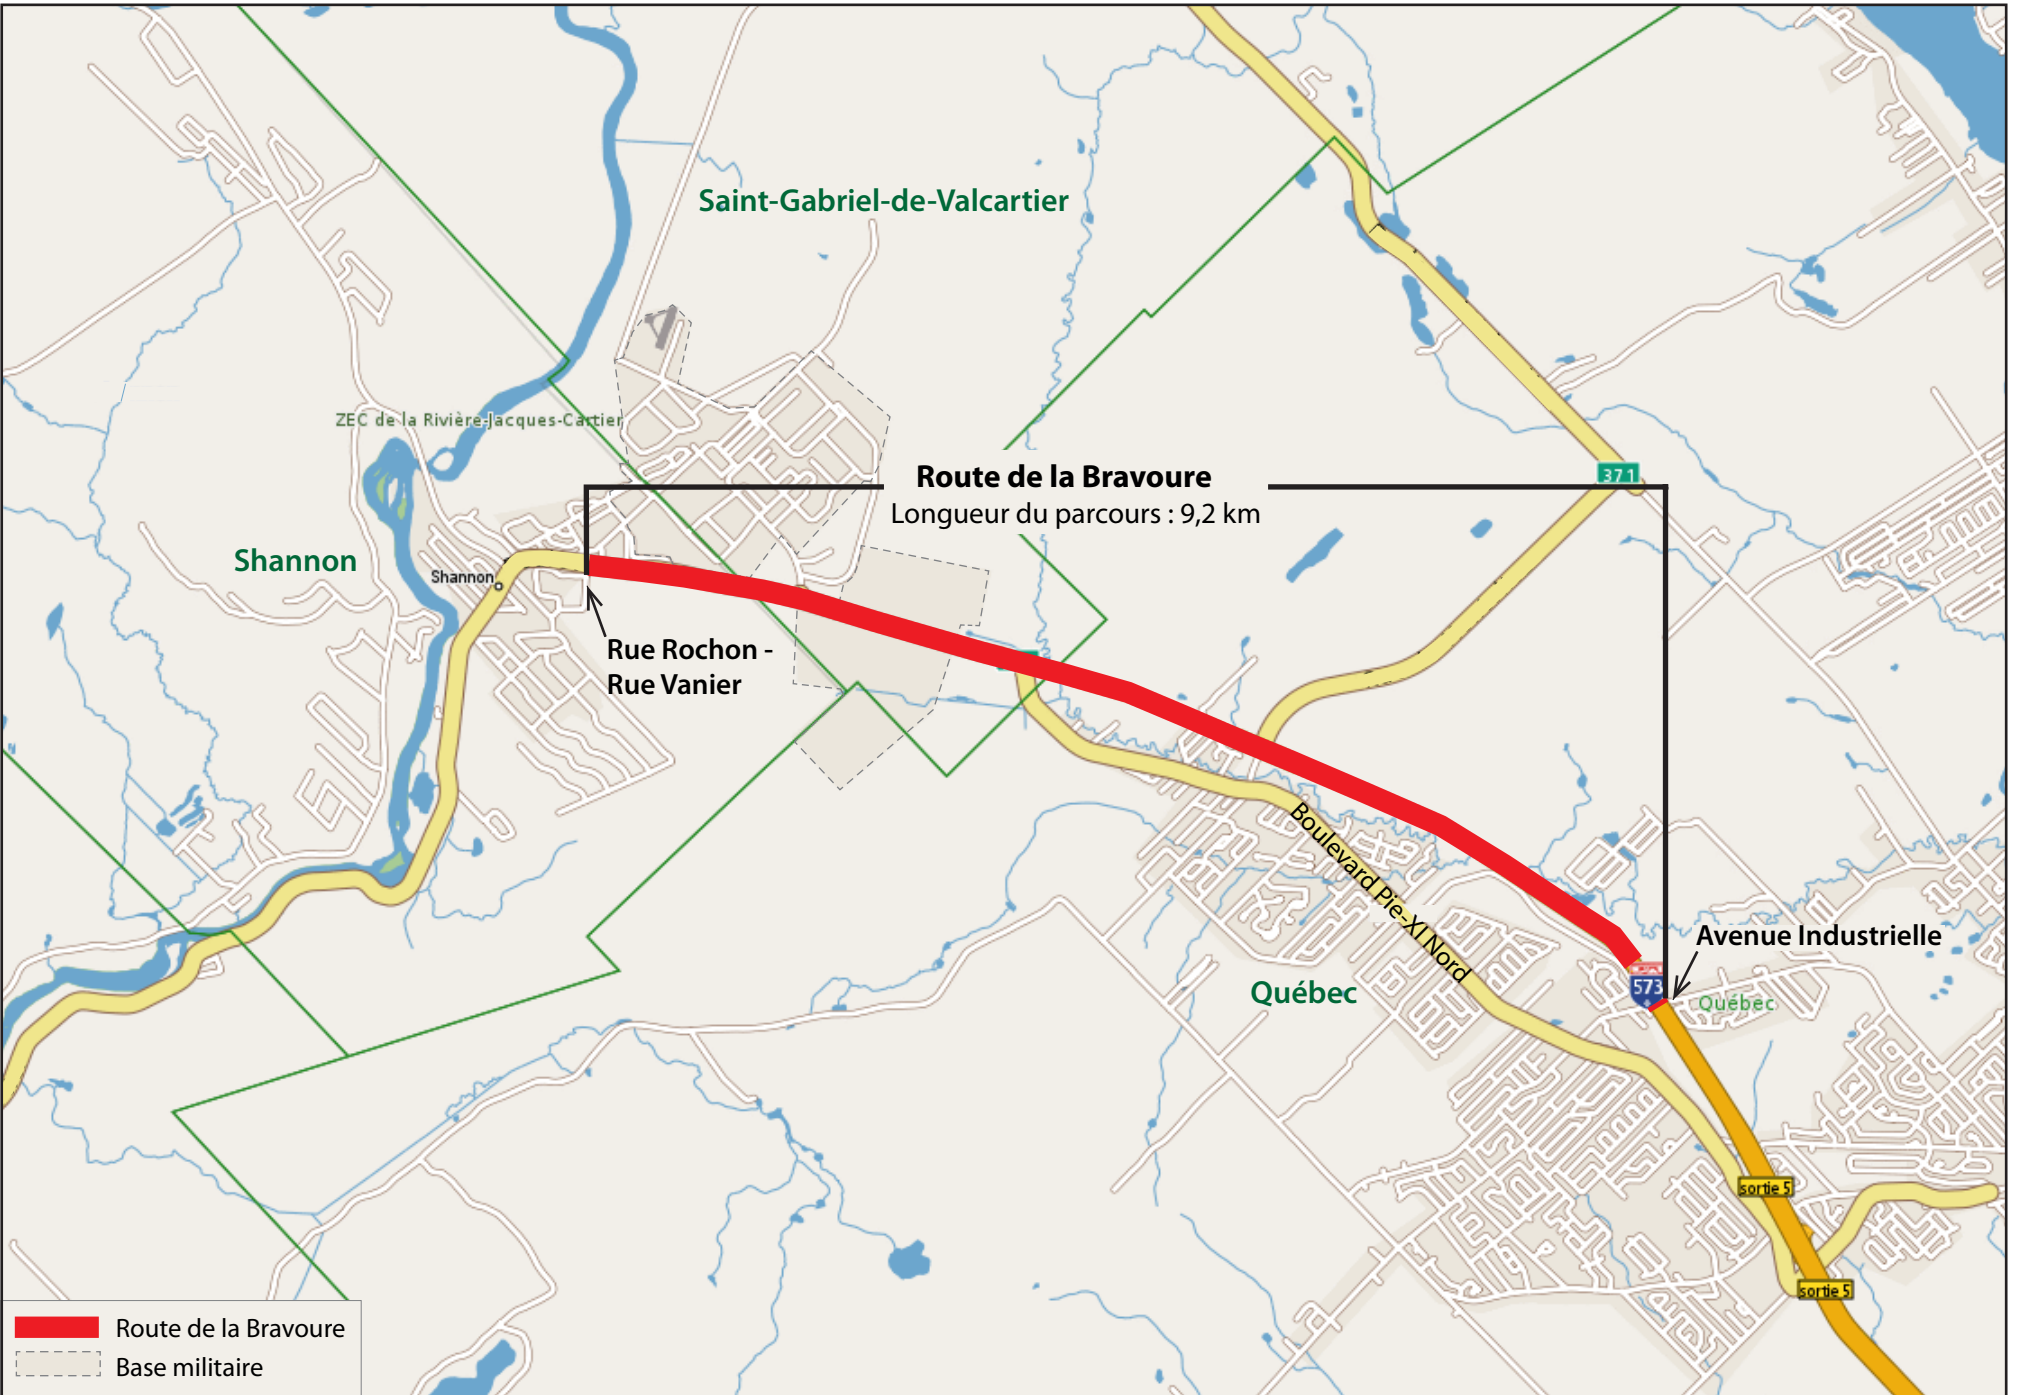 Saint-Gabriel-de-Valcartier
ZEC de la Rivière-Jacques-Cartier
Route de la Bravoure
Longueur du parcours : 9,2 km
371
Shannon
Shannon
Rue Rochon -
Rue Vanier
Boulevard Pie-XI Nord
Avenue Industrielle
573
Québec
Québec
sortie 5
sortie 5
Route de la Bravoure
Base militaire